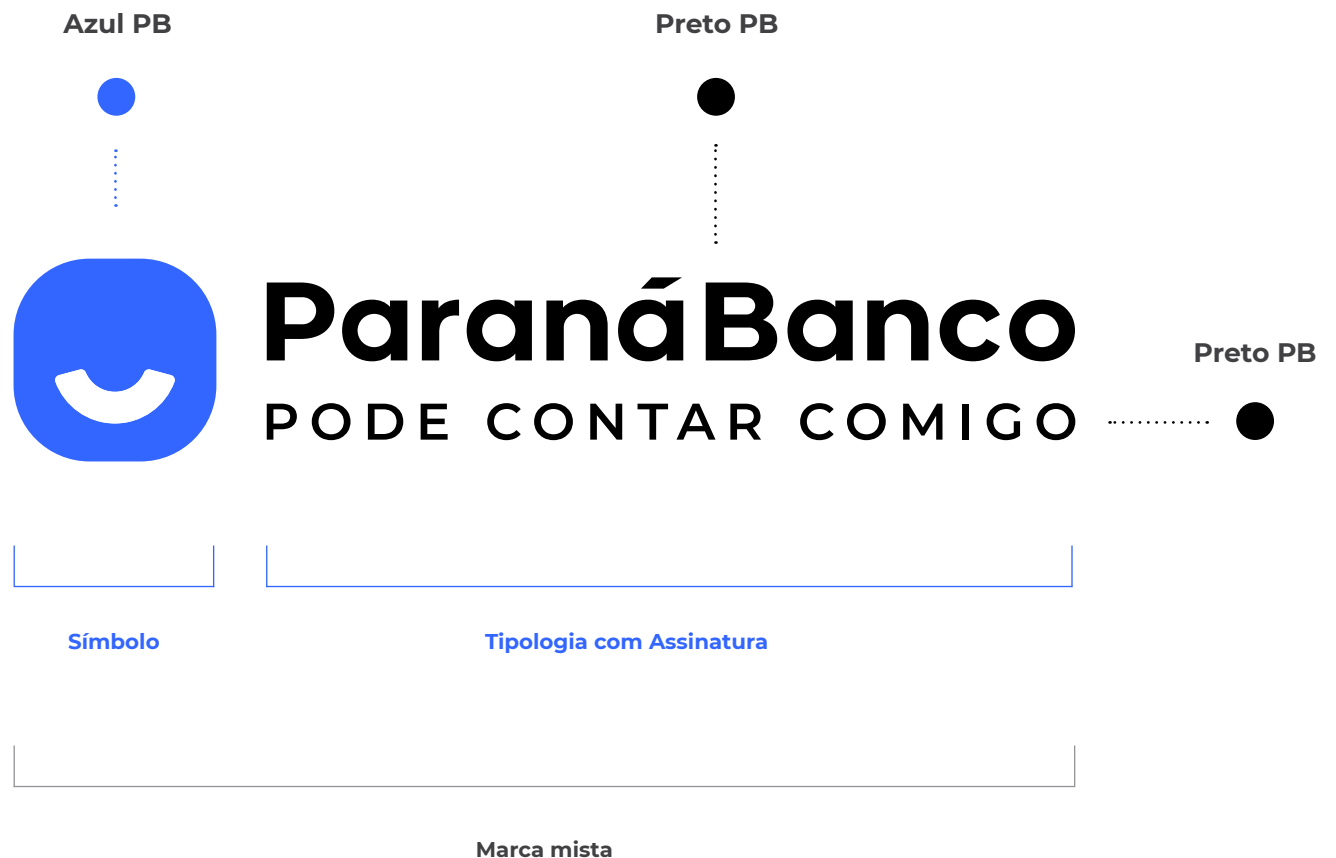 Azul PB
Preto PB
ParanáBanco
Preto PB
PODE CONTAR COMIGO
Símbolo
Tipologia com Assinatura
Marca mista